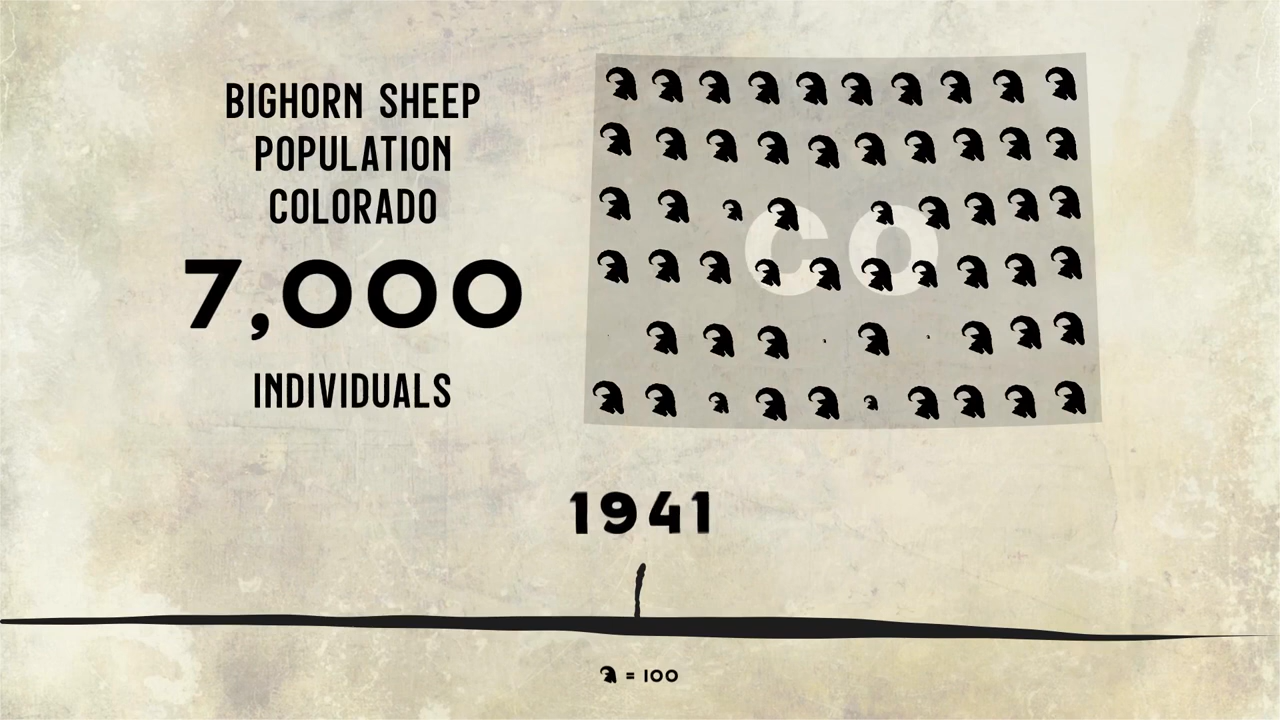 BIGHORN SHEEP
POPULATION
COLORADO
7,000
INDIVIDUALS
CO
1941
= 100